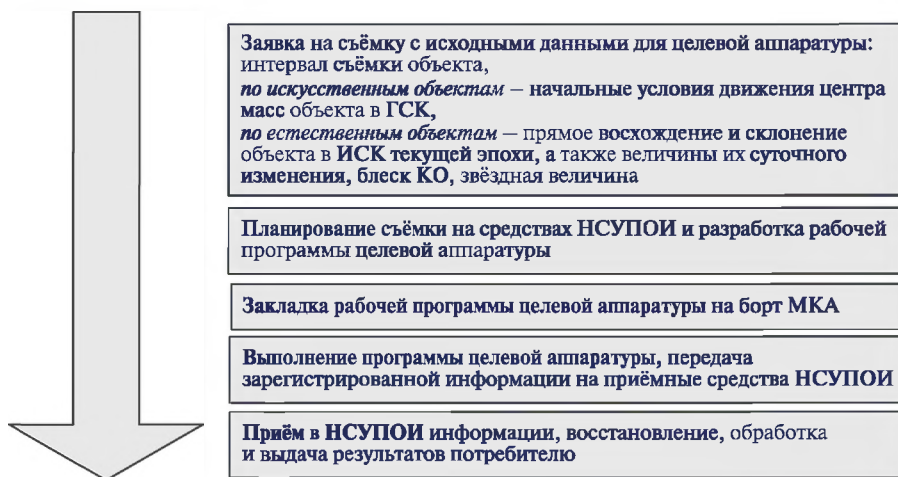 Заявка на съёмку с исходными данными для целевой аппаратуры:
интервал съёмки объекта,
по искусственным объектам – начальные условия движения центра
масс объекта в ГСК,
по естественным объектам – прямое восхождение и склонение
объекта в ИСК текущей эпохи, а также величины их суточного
изменения, блеск КО, звёздная величина
Планирование съёмки на средствах НСУПОИ и разработка рабочей
программы целевой аппаратуры
Закладка рабочей программы целевой аппаратуры на борт МКА
Выполнение программы целевой аппаратуры, передача
зарегистрированной информации на приёмные средства НСУПОИ
Приём в НСУПОИ информации, восстановление, обработка
и выдача результатов потребителю